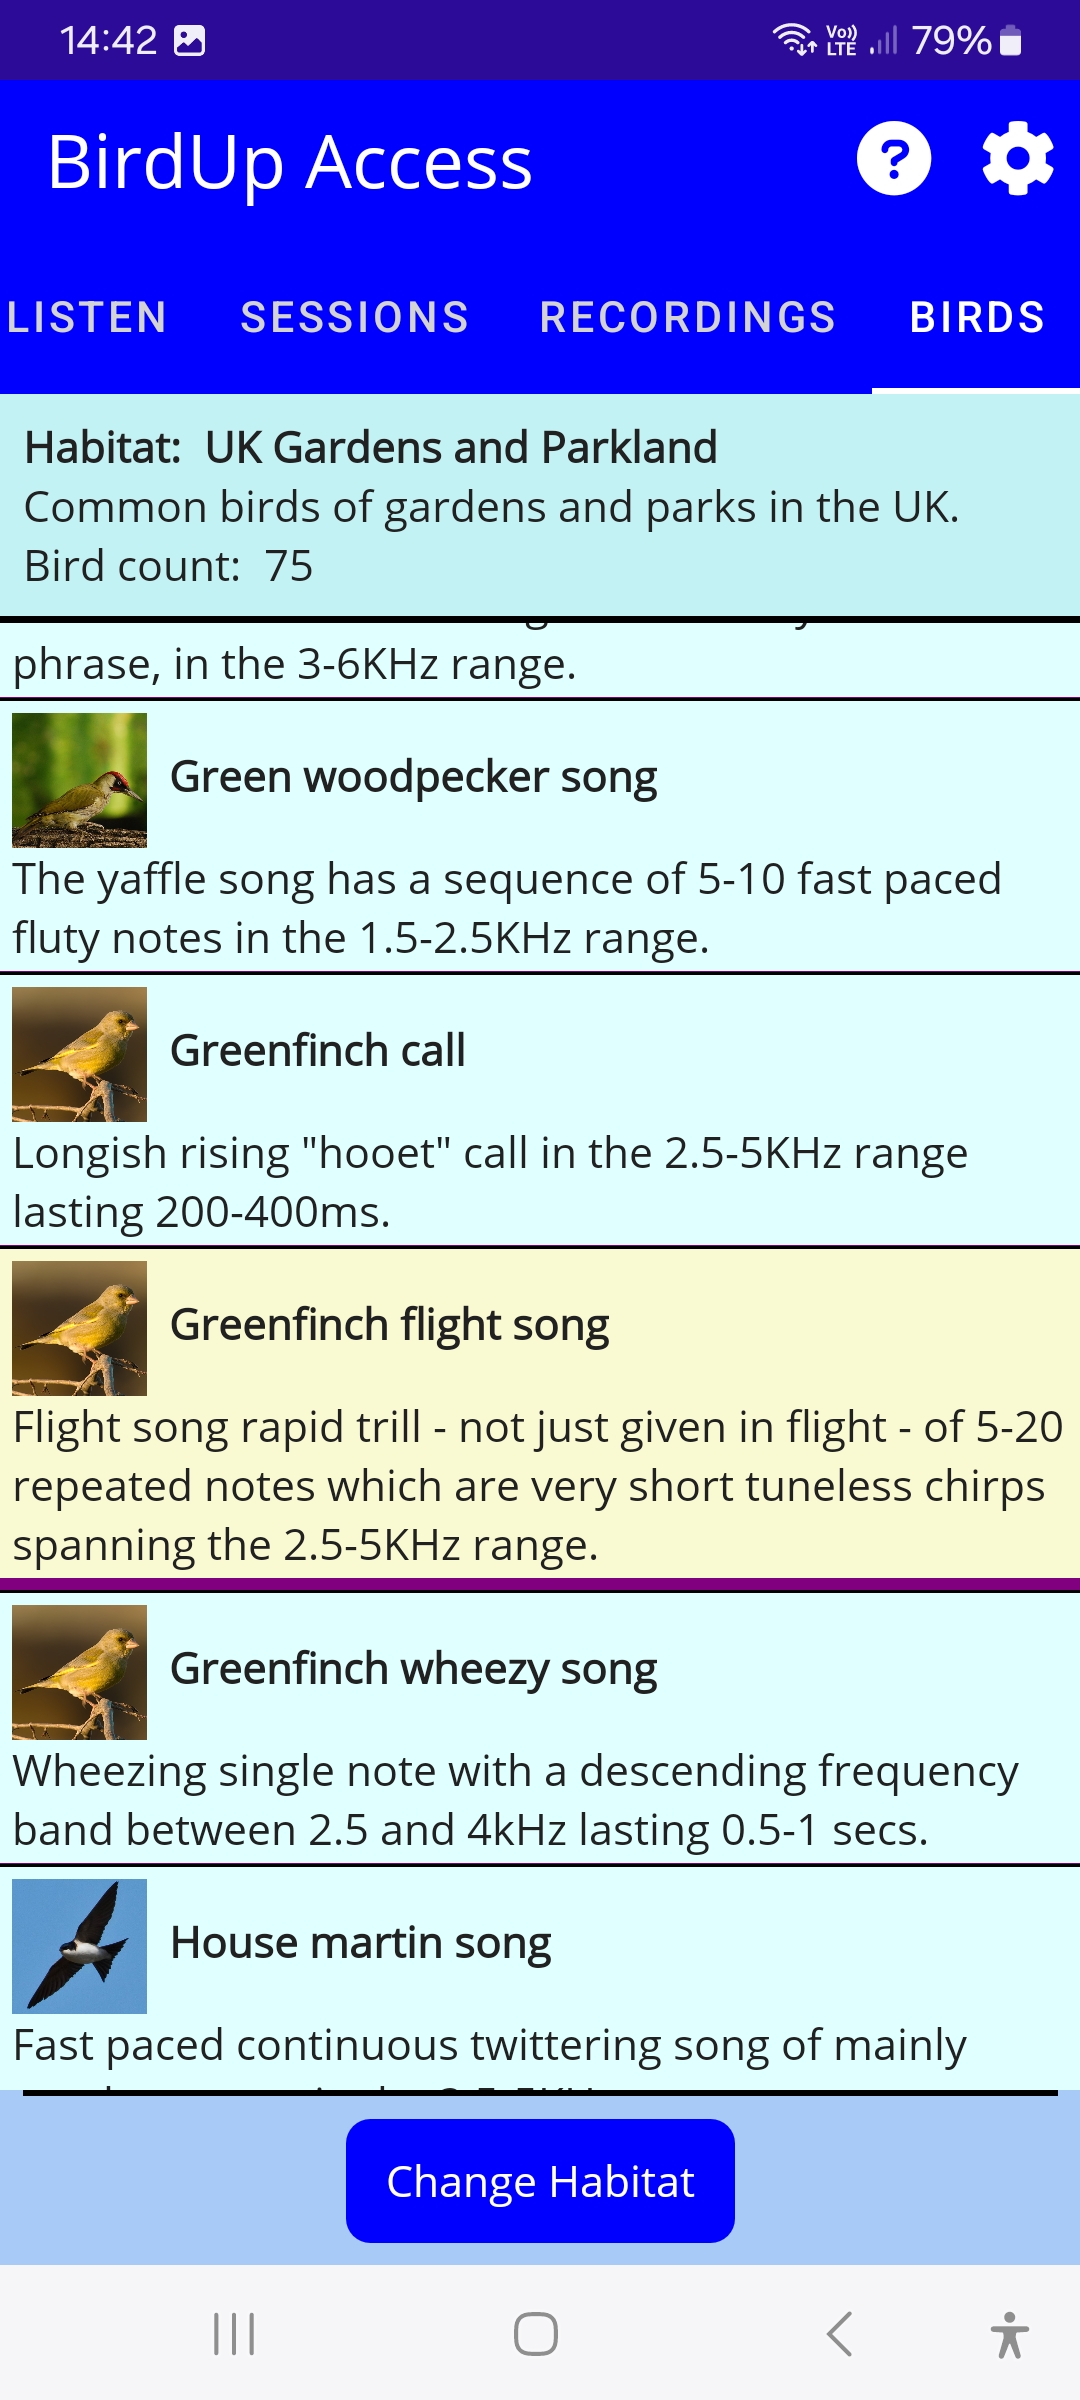 14:42 Vo)) LTE 79%
BirdUp Access ?
LISTEN SESSIONS RECORDINGS BIRDS
Habitat: UK Gardens and Parkland
Common birds of gardens and parks in the UK.
Bird count: 75
phrase, in the 3-6KHz range.
Green woodpecker song
The yaffle song has a sequence of 5-10 fast paced
fluty notes in the 1.5-2.5KHz range.
Greenfinch call
Longish rising "hooet" call in the 2.5-5KHz range
lasting 200-400ms.
Greenfinch flight song
Flight song rapid trill - not just given in flight - of 5-20
repeated notes which are very short tuneless chirps
spanning the 2.5-5KHz range.
Greenfinch wheezy song
Wheezing single note with a descending frequency
band between 2.5 and 4kHz lasting 0.5-1 secs.
House martin song
Fast paced continuous twittering song of mainly
Change Habitat